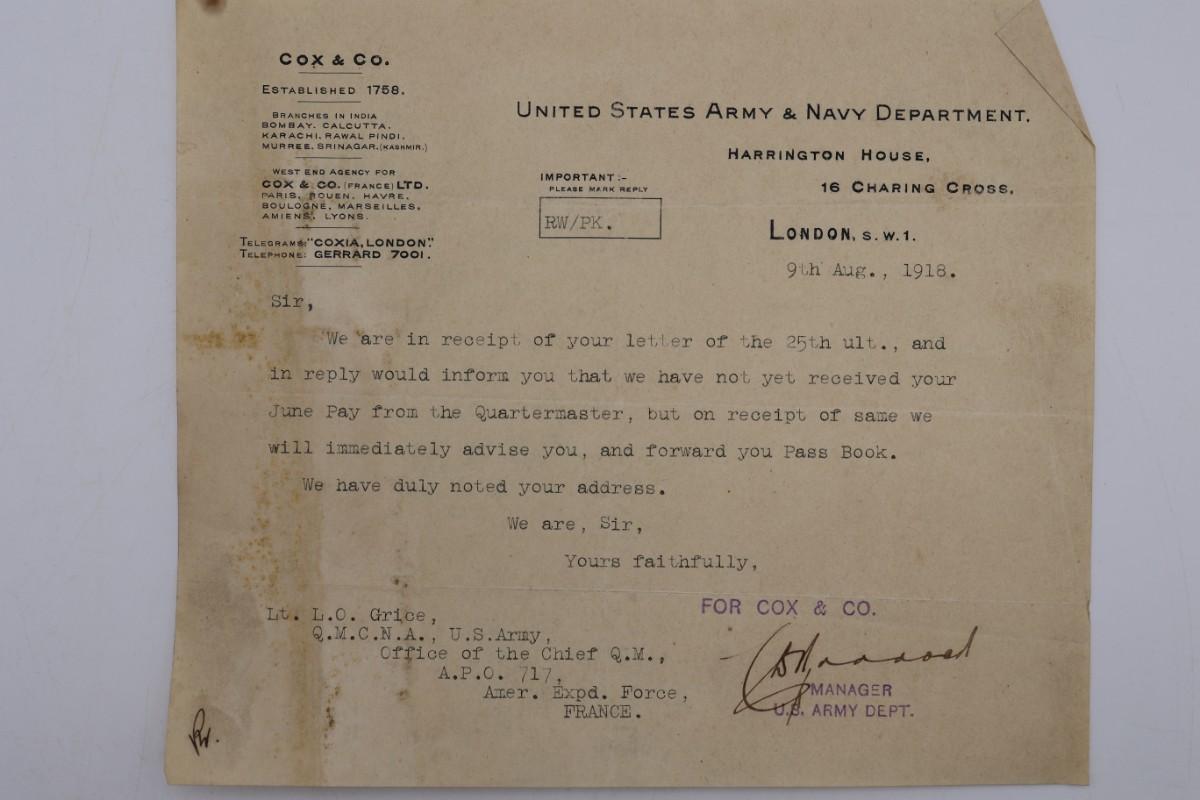 COX & CO.
ESTABLISHED 1758.
BRANCHES IN INDIA
BOMBAY. CALCUTTA.
KARACHI. RAWAL PINDI.
MURREE. SRINAGAR.(KASHMIR.)
WEST END AGENCY FOR
COX & CO. (FRANCE) LTD.
PARIS, ROUEN, HAVRE,
BOULOGNE, MARSEILLES,
AMIENS, LYONS.
TELEGRAMS: "COXIA, LONDON."
TELEPHONE: GERRARD 7001.
UNITED STATES ARMY & NAVY DEPARTMENT.
HARRINGTON HOUSE,
16 CHARING CROSS,
LONDON, S.W.1.
IMPORTANT:-
PLEASE MARK REPLY
RW/PK.
9th Aug., 1918.
Sir,
We are in receipt of your letter of the 25th ult., and
in reply would inform you that we have not yet received your
June Pay from the Quartermaster, but on receipt of same we
will immediately advise you, and forward you Pass Book.
We have duly noted your address.
We are, Sir,
Yours faithfully,
FOR COX & CO.
MANAGER
U.S. ARMY DEPT.
Lt. L.O. Grice,
Q.M.C.N.A., U.S.Army,
Office of the Chief Q.M.,
A.P.O. 717,
Amer. Expd. Force,
FRANCE.